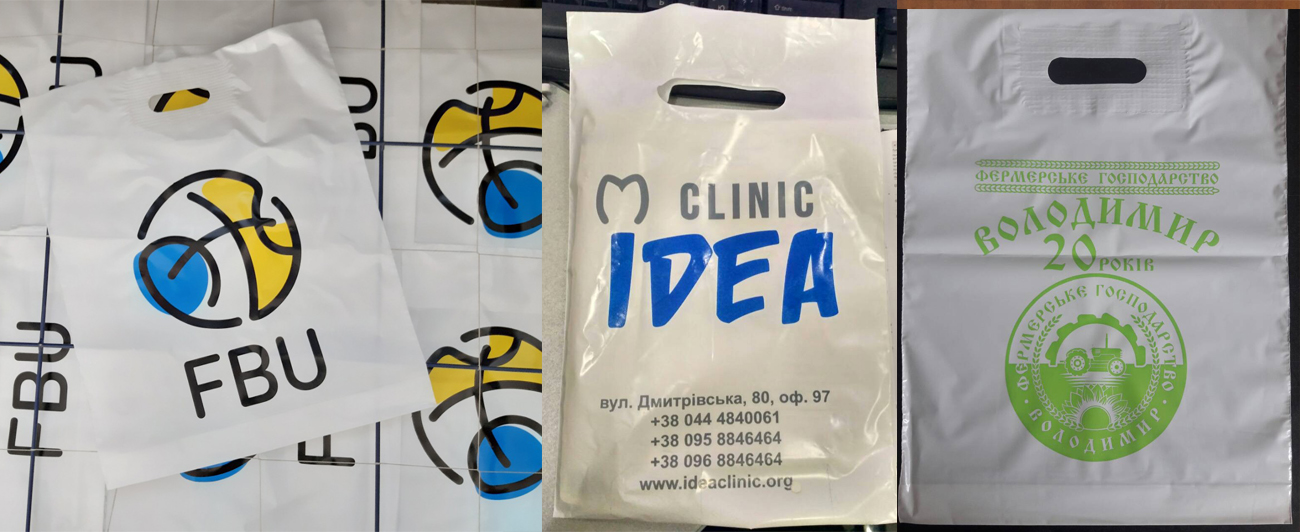 FBU
FBU
FBU
FBU
CLINIC
IDEA
вул. Дмитрівська, 80, оф. 97
+38 044 4840061
+38 095 8846464
+38 096 8846464
www.ideaclinic.org
ФЕРМЕРСЬКЕ ГОСПОДАРСТВО
ВОЛОДИМИР
20 РОКІВ
ФЕРМЕРСЬКЕ ГОСПОДАРСТВО
ВОЛОДИМИР